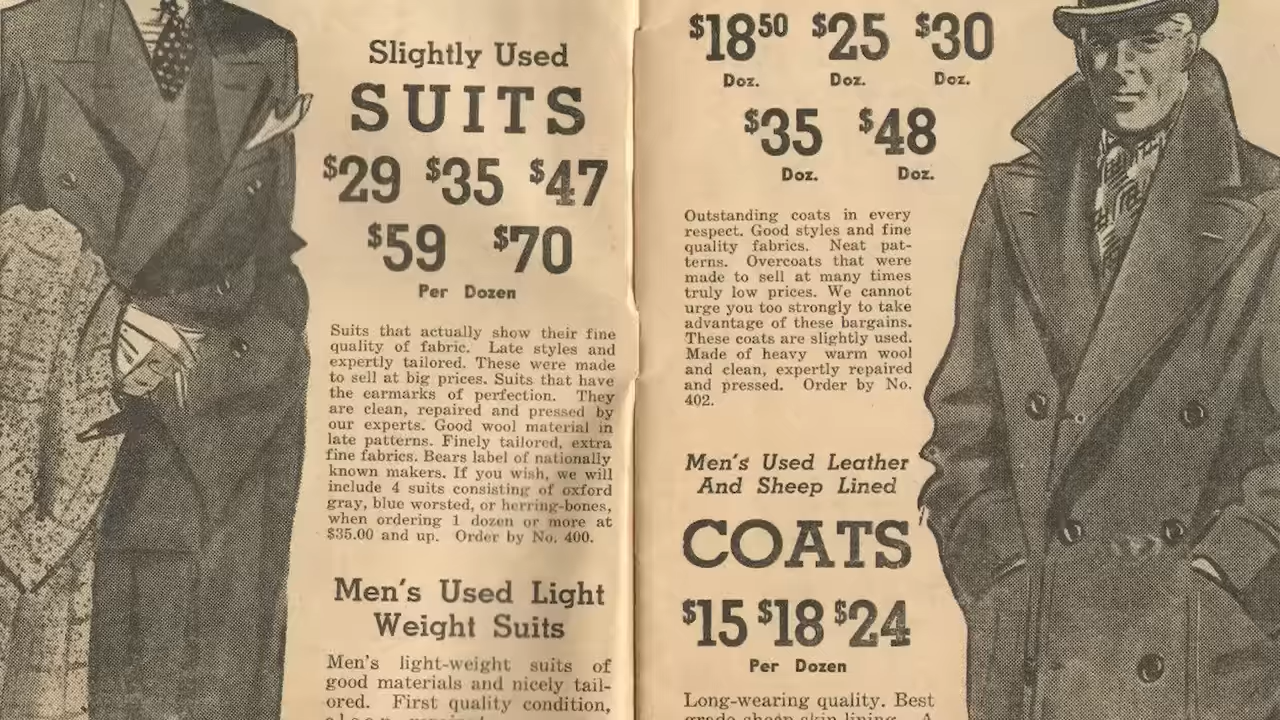 Slightly Used
SUITS
$29 $35 $47
$59 $70
Per Dozen
Suits that actually show their fine
quality of fabric. Late styles and
expertly tailored. These were made
to sell at big prices. Suits that have
the earmarks of perfection. They
are clean, repaired and pressed by
our experts. Good wool material in
late patterns. Finely tailored, extra
fine fabrics. Bears label of nationally
known makers. If you wish, we will
include 4 suits consisting of oxford
gray, blue worsted, or herring-bones,
when ordering 1 dozen or more at
$35.00 and up. Order by No. 400.
Men's Used Light
Weight Suits
Men's light-weight suits of
good materials and nicely tail-
ored. First quality condition,
$18 50 $25 $30
Doz. Doz. Doz.
$35 $48
Doz. Doz.
Outstanding coats in every
respect. Good styles and fine
quality fabrics. Neat pat-
terns. Overcoats that were
made to sell at many times
truly low prices. We cannot
urge you too strongly to take
advantage of these bargains.
These coats are slightly used.
Made of heavy warm wool
and clean, expertly repaired
and pressed. Order by No.
402.
Men's Used Leather
And Sheep Lined
COATS
$15 $18 $24
Per Dozen
Long-wearing quality. Best